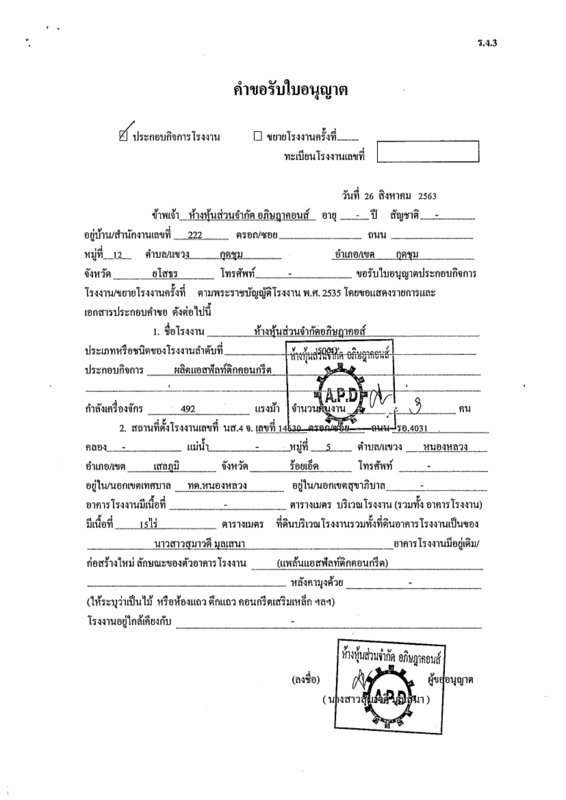 ร.ง.3
คำขอรับใบอนุญาต
☑ ประกอบกิจการโรงงาน ☐ ขยายโรงงานครั้งที่
ทะเบียนโรงงานเลขที่
วันที่ 26 สิงหาคม 2563
ข้าพเจ้า ห้างหุ้นส่วนจำกัด อภิษฎาคอนส์ อายุ - ปี สัญชาติ -
อยู่บ้าน/สำนักงานเลขที่ 222 ตรอก/ซอย ถนน
หมู่ที่ 12 ตำบล/แขวง กุดชุม อำเภอ/เขต กุดชุม
จังหวัด ยโสธร โทรศัพท์ - ขอรับใบอนุญาตประกอบกิจการ
โรงงาน/ขยายโรงงานครั้งที่ ตามพระราชบัญญัติโรงงาน พ.ศ. 2535 โดยขอแสดงรายการและ
เอกสารประกอบคำขอ ดังต่อไปนี้
1. ชื่อโรงงาน ห้างหุ้นส่วนจำกัดอภิษฎาคอส์
ประเภทหรือชนิดของโรงงานลำดับที่
ห้างหุ้นส่วนจำกัด อภิษฎาคอนส์
ประกอบกิจการ ผลิตแอสฟัลท์ติกคอนกรีต
A.P.D
กำลังเครื่องจักร 492 แรงม้า จำนวนคนงาน 9 คน
2. สถานที่ตั้งโรงงานเลขที่ นส.4 จ. เลขที่ 14630 ตรอก/ซอย ถนน รอ.4031
คลอง - แม่น้ำ - หมู่ที่ 5 ตำบล/แขวง หนองหลวง
อำเภอ/เขต เสลภูมิ จังหวัด ร้อยเอ็ด โทรศัพท์ -
อยู่ใน/นอกเขตเทศบาล ทต.หนองหลวง อยู่ใน/นอกเขตสุขาภิบาล -
อาคารโรงงานมีเนื้อที่ - ตารางเมตร บริเวณโรงงาน (รวมทั้ง อาคารโรงงาน)
มีเนื้อที่ 15ไร่ ตารางเมตร ที่ดินบริเวณโรงงานรวมทั้งที่ดินอาคารโรงงานเป็นของ
นางสาวสุมาวดี มุลเสนา อาคารโรงงานมีอยู่เดิม/
ก่อสร้างใหม่ ลักษณะของตัวอาคารโรงงาน (แพล้นแอสฟัลท์ติกคอนกรีต)
หลังคามุงด้วย -
(ให้ระบุว่าเป็นไม้ หรือห้องแถว ตึกแถว คอนกรีตเสริมเหล็ก ฯลฯ)
โรงงานอยู่ใกล้เคียงกับ -
ห้างหุ้นส่วนจำกัด อภิษฎาคอนส์
(ลงชื่อ) ผู้ขออนุญาต
A.P.D